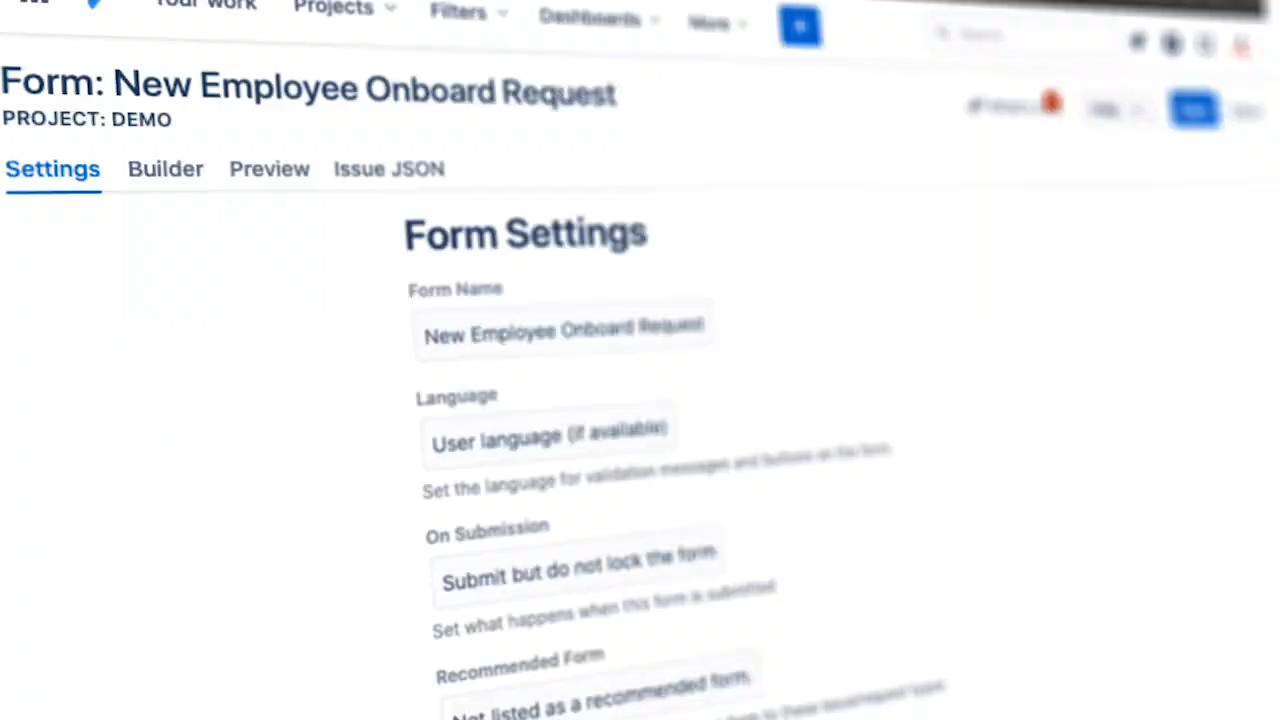 Your work Projects Filters Dashboards More
Search
Form: New Employee Onboard Request
PROJECT: DEMO
Settings Builder Preview Issue JSON
Form Settings
Form Name
New Employee Onboard Request
Language
User language (if available)
Set the language for validation messages and buttons on the form.
On Submission
Submit but do not lock the form
Set what happens when this form is submitted
Recommended Form
Not listed as a recommended form.